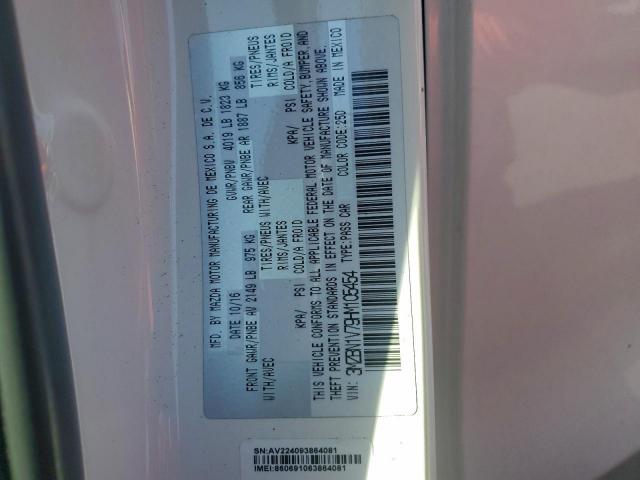 MFD. BY MAZDA MOTOR MANUFACTURING DE MEXICO S.A. DE C.V.
DATE 10/16 GVWR/PNBV 4019 LB 1823 KG
FRONT GAWR/PNBE AV 2149 LB 975 KG REAR GAWR/PNBE AR 1887 LB 856 KG
WITH/AVEC TIRES/PNEUS WITH/AVEC TIRES/PNEUS
RIMS/JANTES RIMS/JANTES
KPA/ PSI COLD/A FROID KPA/ PSI COLD/A FROID
THIS VEHICLE CONFORMS TO ALL APPLICABLE FEDERAL MOTOR VEHICLE SAFETY, BUMPER, AND
THEFT PREVENTION STANDARDS IN EFFECT ON THE DATE OF MANUFACTURE SHOWN ABOVE.
VIN: 3MZBN1V79HM105454 TYPE:PASS CAR COLOR CODE:25D MADE IN MEXICO
SN:AV224093864081
IMEI:860691063864081